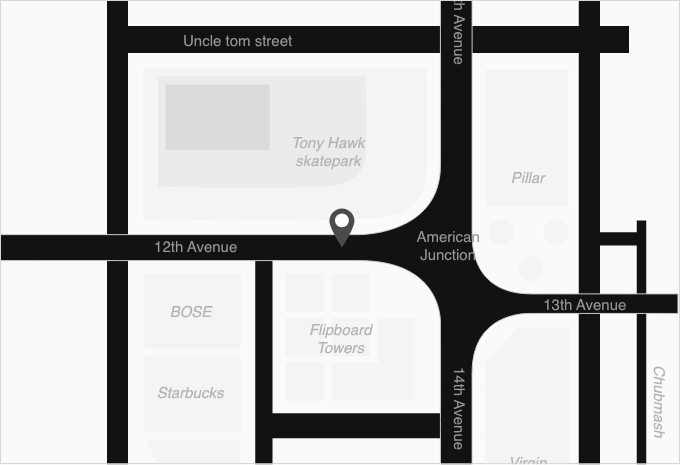 th Avenue
Uncle tom street
Tony Hawk
skatepark
Pillar
American
Junction
12th Avenue
13th Avenue
BOSE
Flipboard
Towers
Starbucks
14th Avenue
Chubmash
Virgin